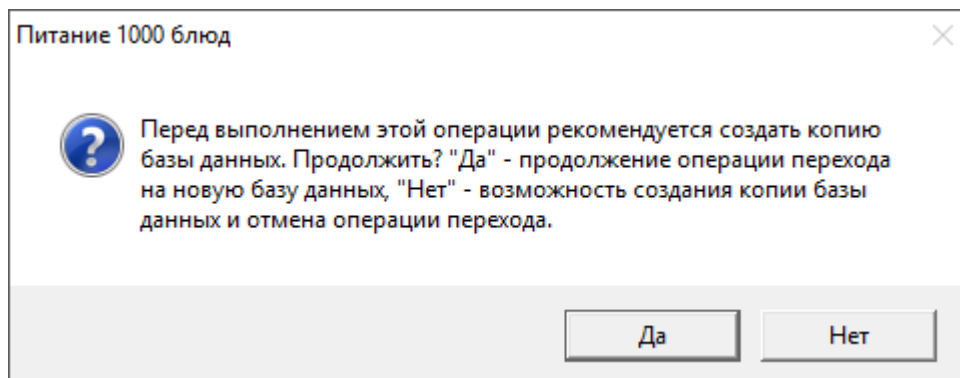 Питание 1000 блюд
Перед выполнением этой операции рекомендуется создать копию
базы данных. Продолжить? "Да" - продолжение операции перехода
на новую базу данных, "Нет" - возможность создания копии базы
данных и отмена операции перехода.
Да
Нет